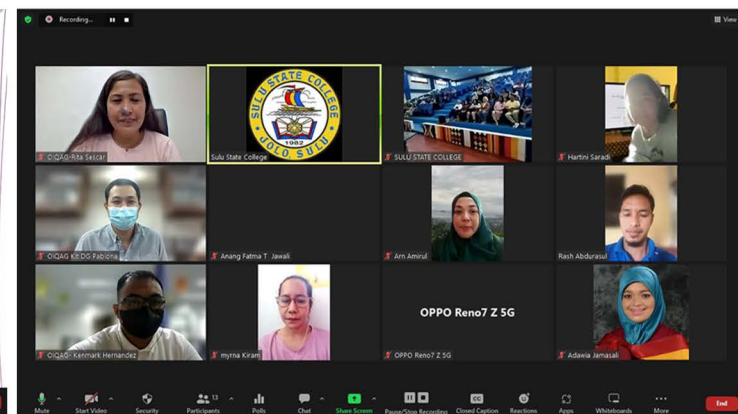 Recording...
View
SULU STATE COLLEGE
1982
JOLO, SULU
OIQAG-Rita Sescar
Sulu State College
SULU STATE COLLEGE
Hartini Saradi
OIQAG Kit DG Pablona
Anang Fatma T Jawali
Arn Amirul
Rash Abdurasul
OPPO Reno7 Z 5G
OIQAG- Kenmark Hernandez
myrna Kiram
OPPO Reno7 Z 5G
Adawia Jamasali
13
CC
Mute
Start Video
Security
Participants
Polls
Chat
Share Screen
Pause/Stop Recording
Closed Caption
Reactions
Apps
Whiteboards
More
End